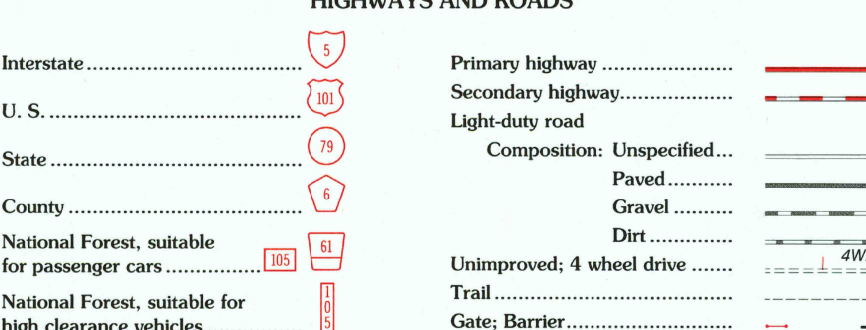 HIGHWAYS AND ROADS
Interstate
5
U. S.
101
State
79
County
6
National Forest, suitable
for passenger cars
105
61
National Forest, suitable for
high clearance vehicles
105
Primary highway
Secondary highway
Light-duty road
Composition: Unspecified
Paved
Gravel
Dirt
Unimproved; 4 wheel drive
4W
Trail
Gate; Barrier